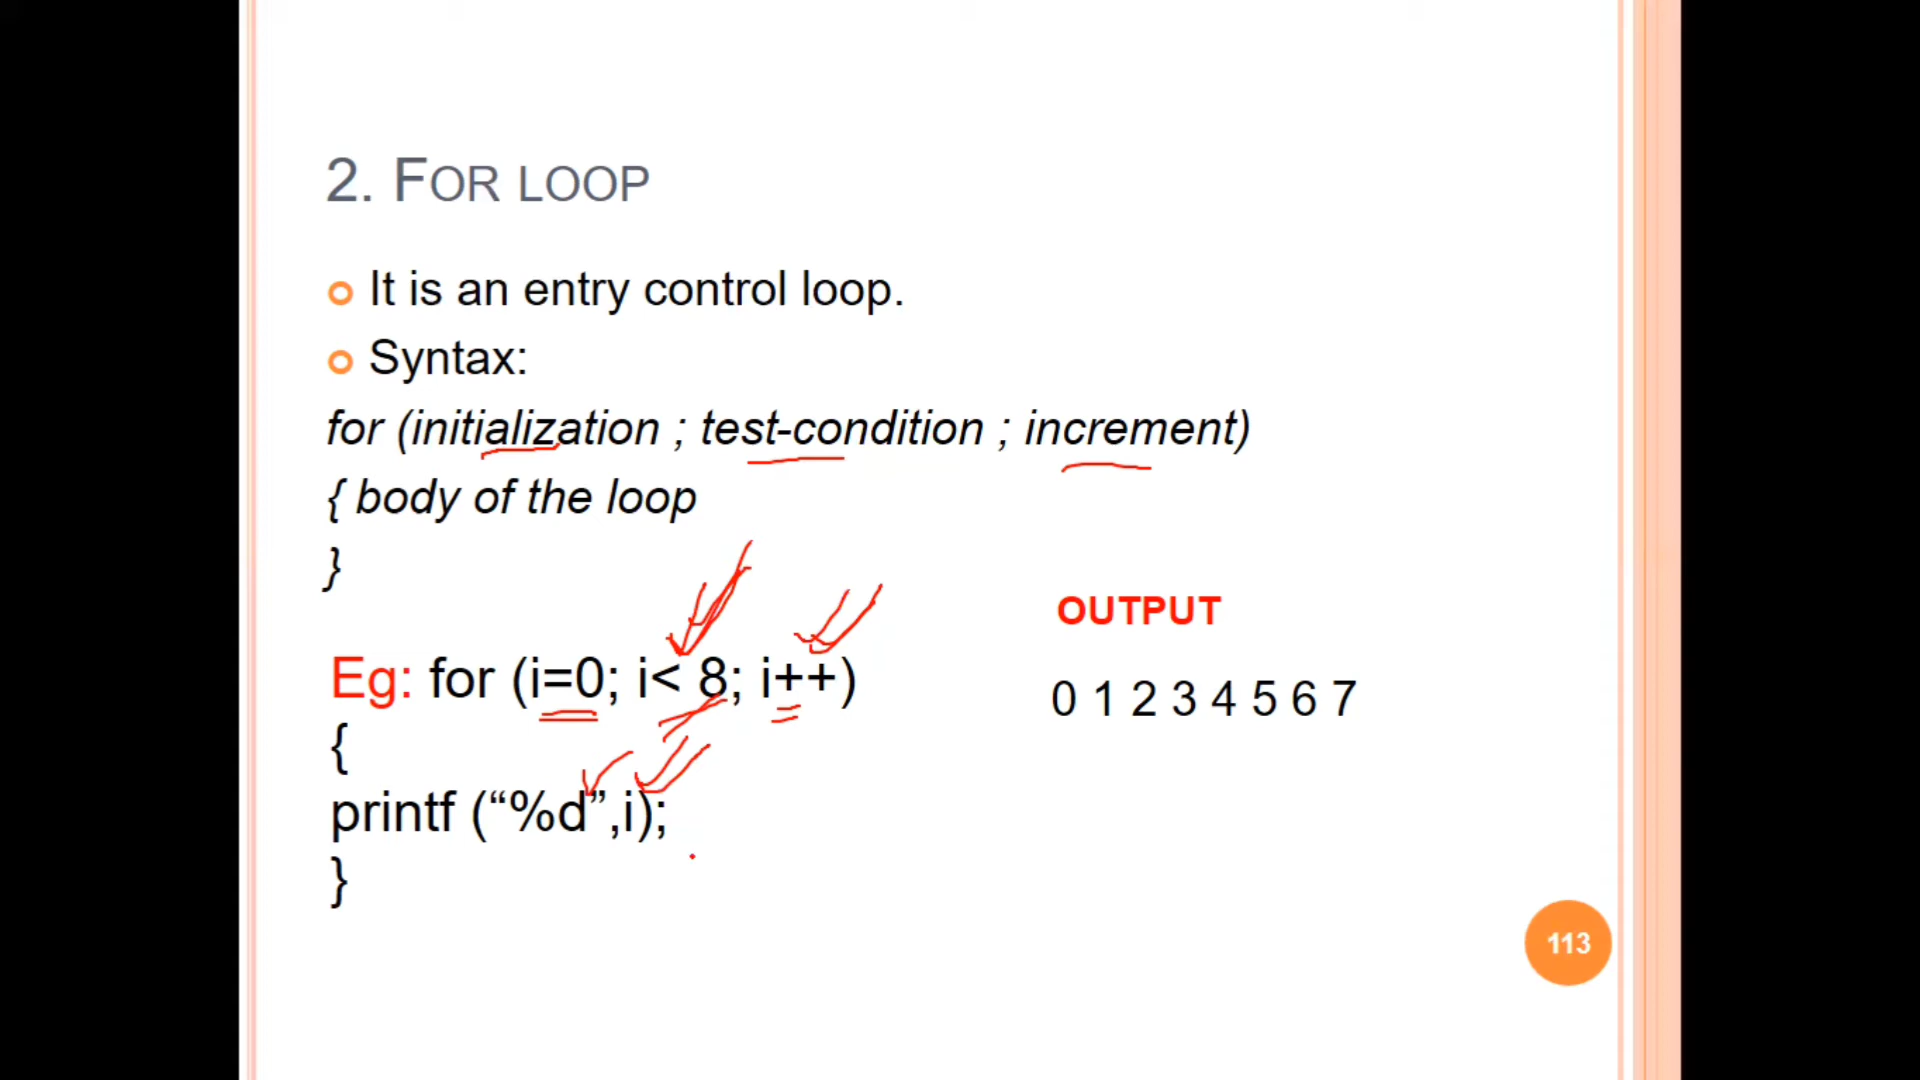 2. FOR LOOP
It is an entry control loop.
Syntax:
for (initialization ; test-condition ; increment)
{ body of the loop
}
Eg: for (i=0; i< 8; i++)
{
printf (“%d”,i);
}
OUTPUT
0 1 2 3 4 5 6 7
113